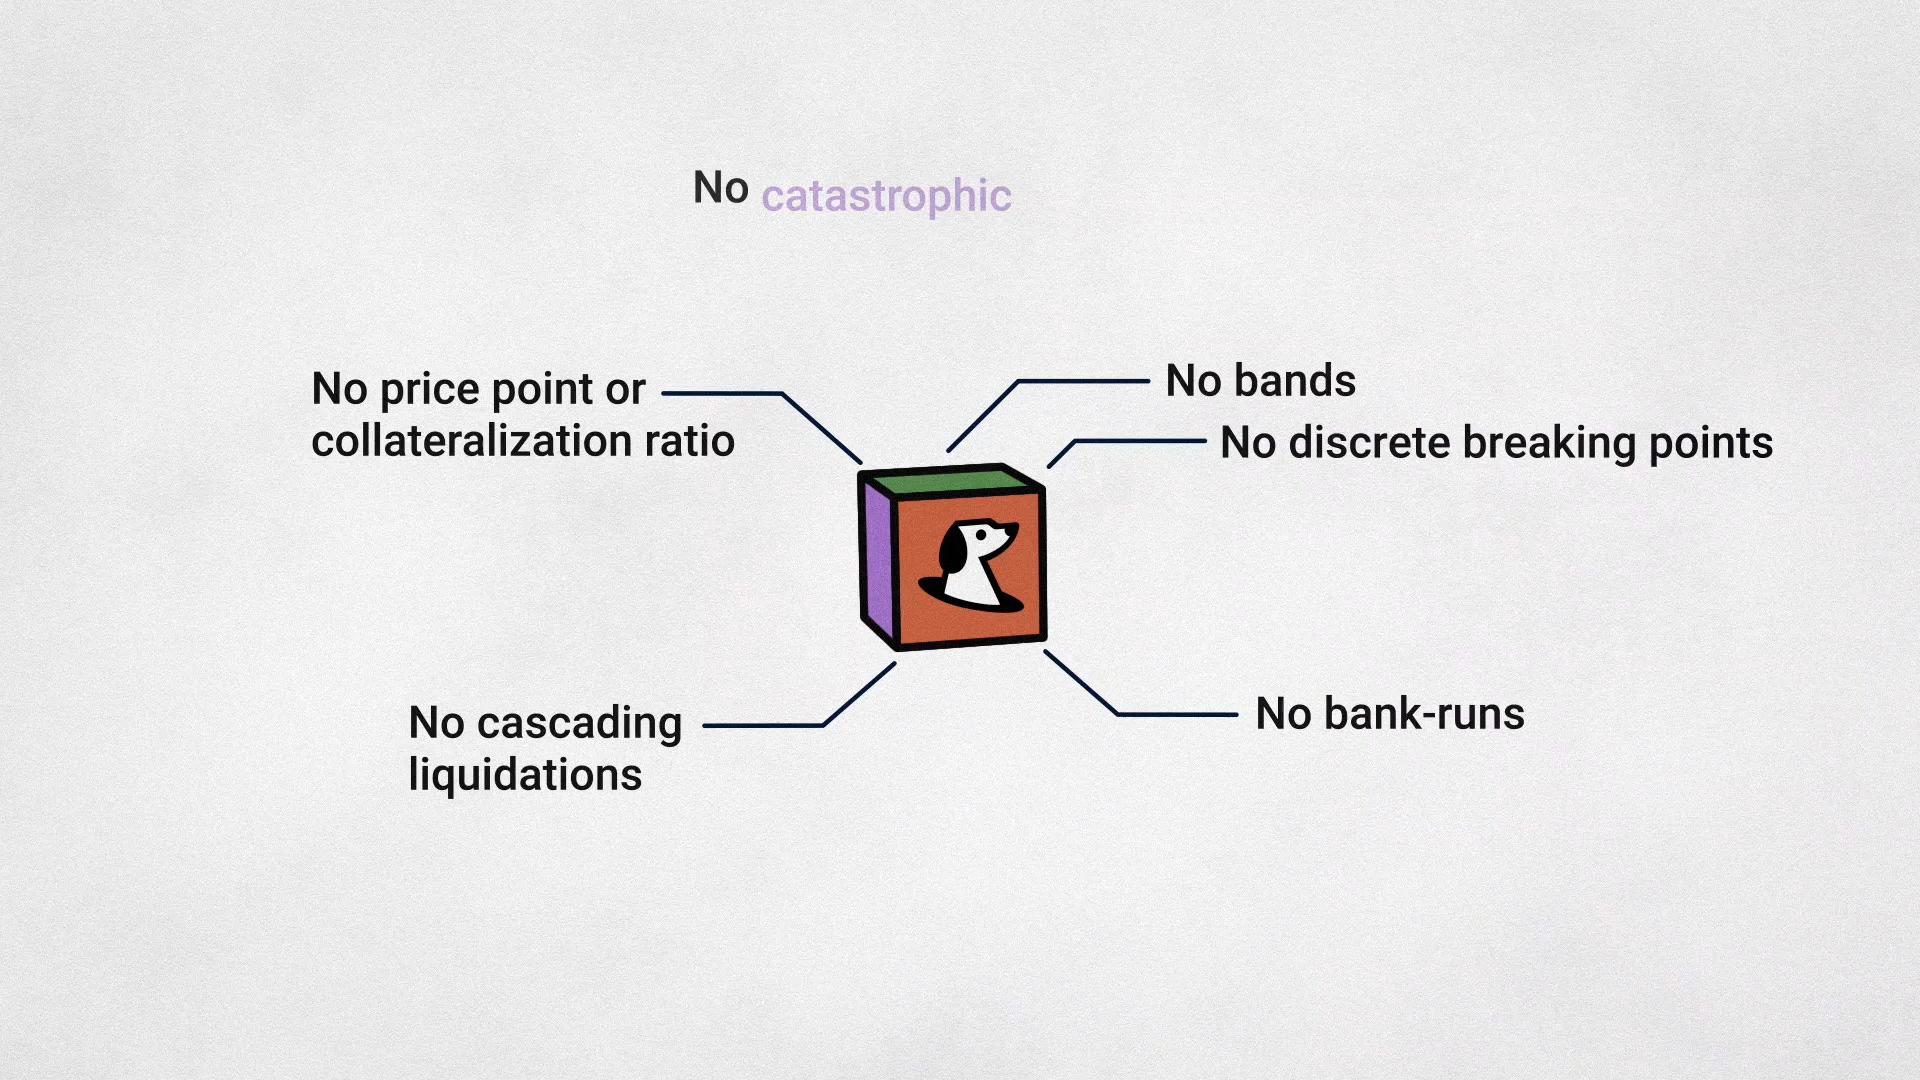 No catastrophic
No price point or
collateralization ratio
No bands
No discrete breaking points
No cascading
liquidations
No bank-runs